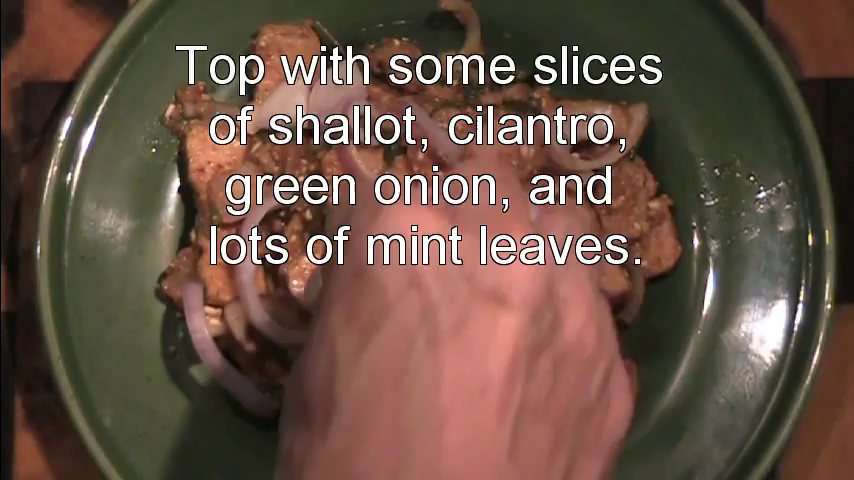 Top with some slices
of shallot, cilantro,
green onion, and
lots of mint leaves.